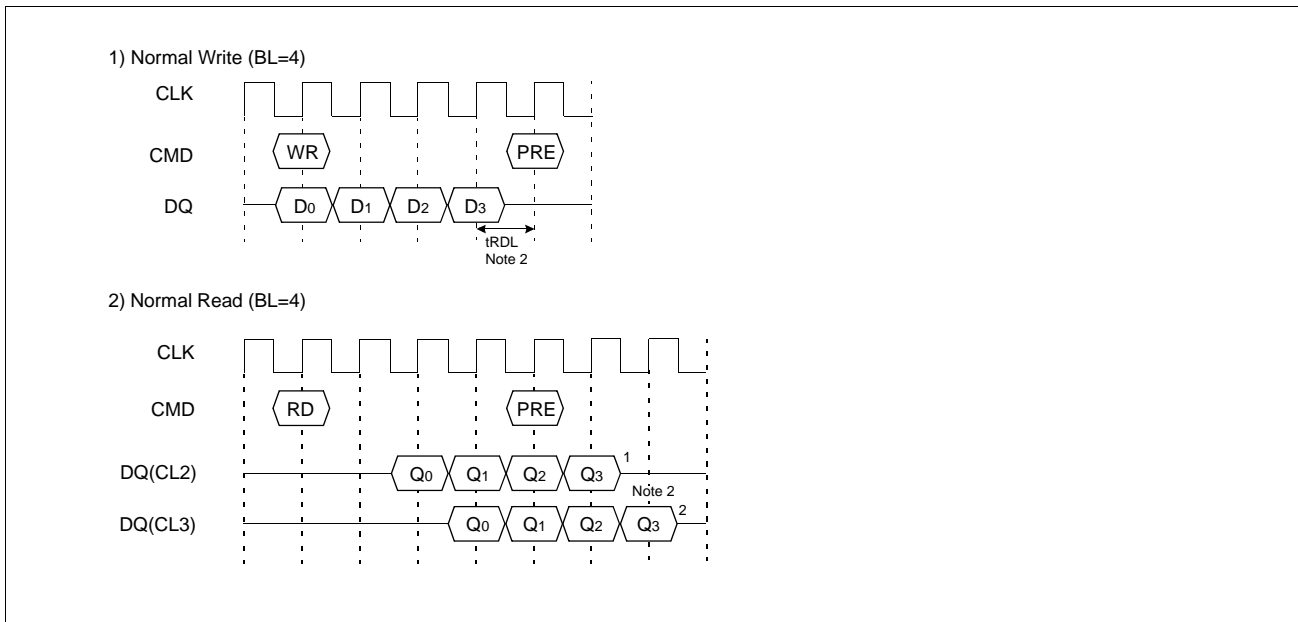 1) Normal Write (BL=4)
CLK
CMD WR PRE
DQ D0 D1 D2 D3
tRDL
Note 2
2) Normal Read (BL=4)
CLK
CMD RD PRE
DQ(CL2) Q0 Q1 Q2 Q3 1
Note 2
DQ(CL3) Q0 Q1 Q2 Q3 2